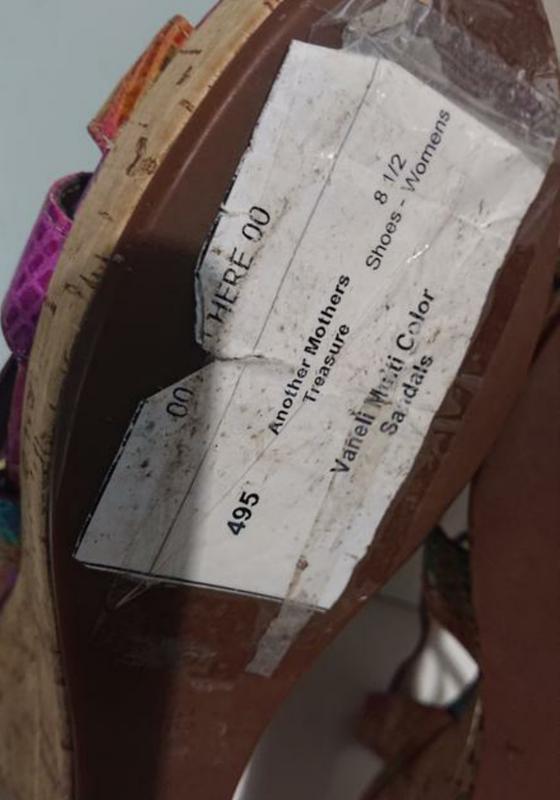 HERE 00
00
8 1/2
Shoes - Womens
Another Mothers
Treasure
Vaneli Multi Color
Sandals
495